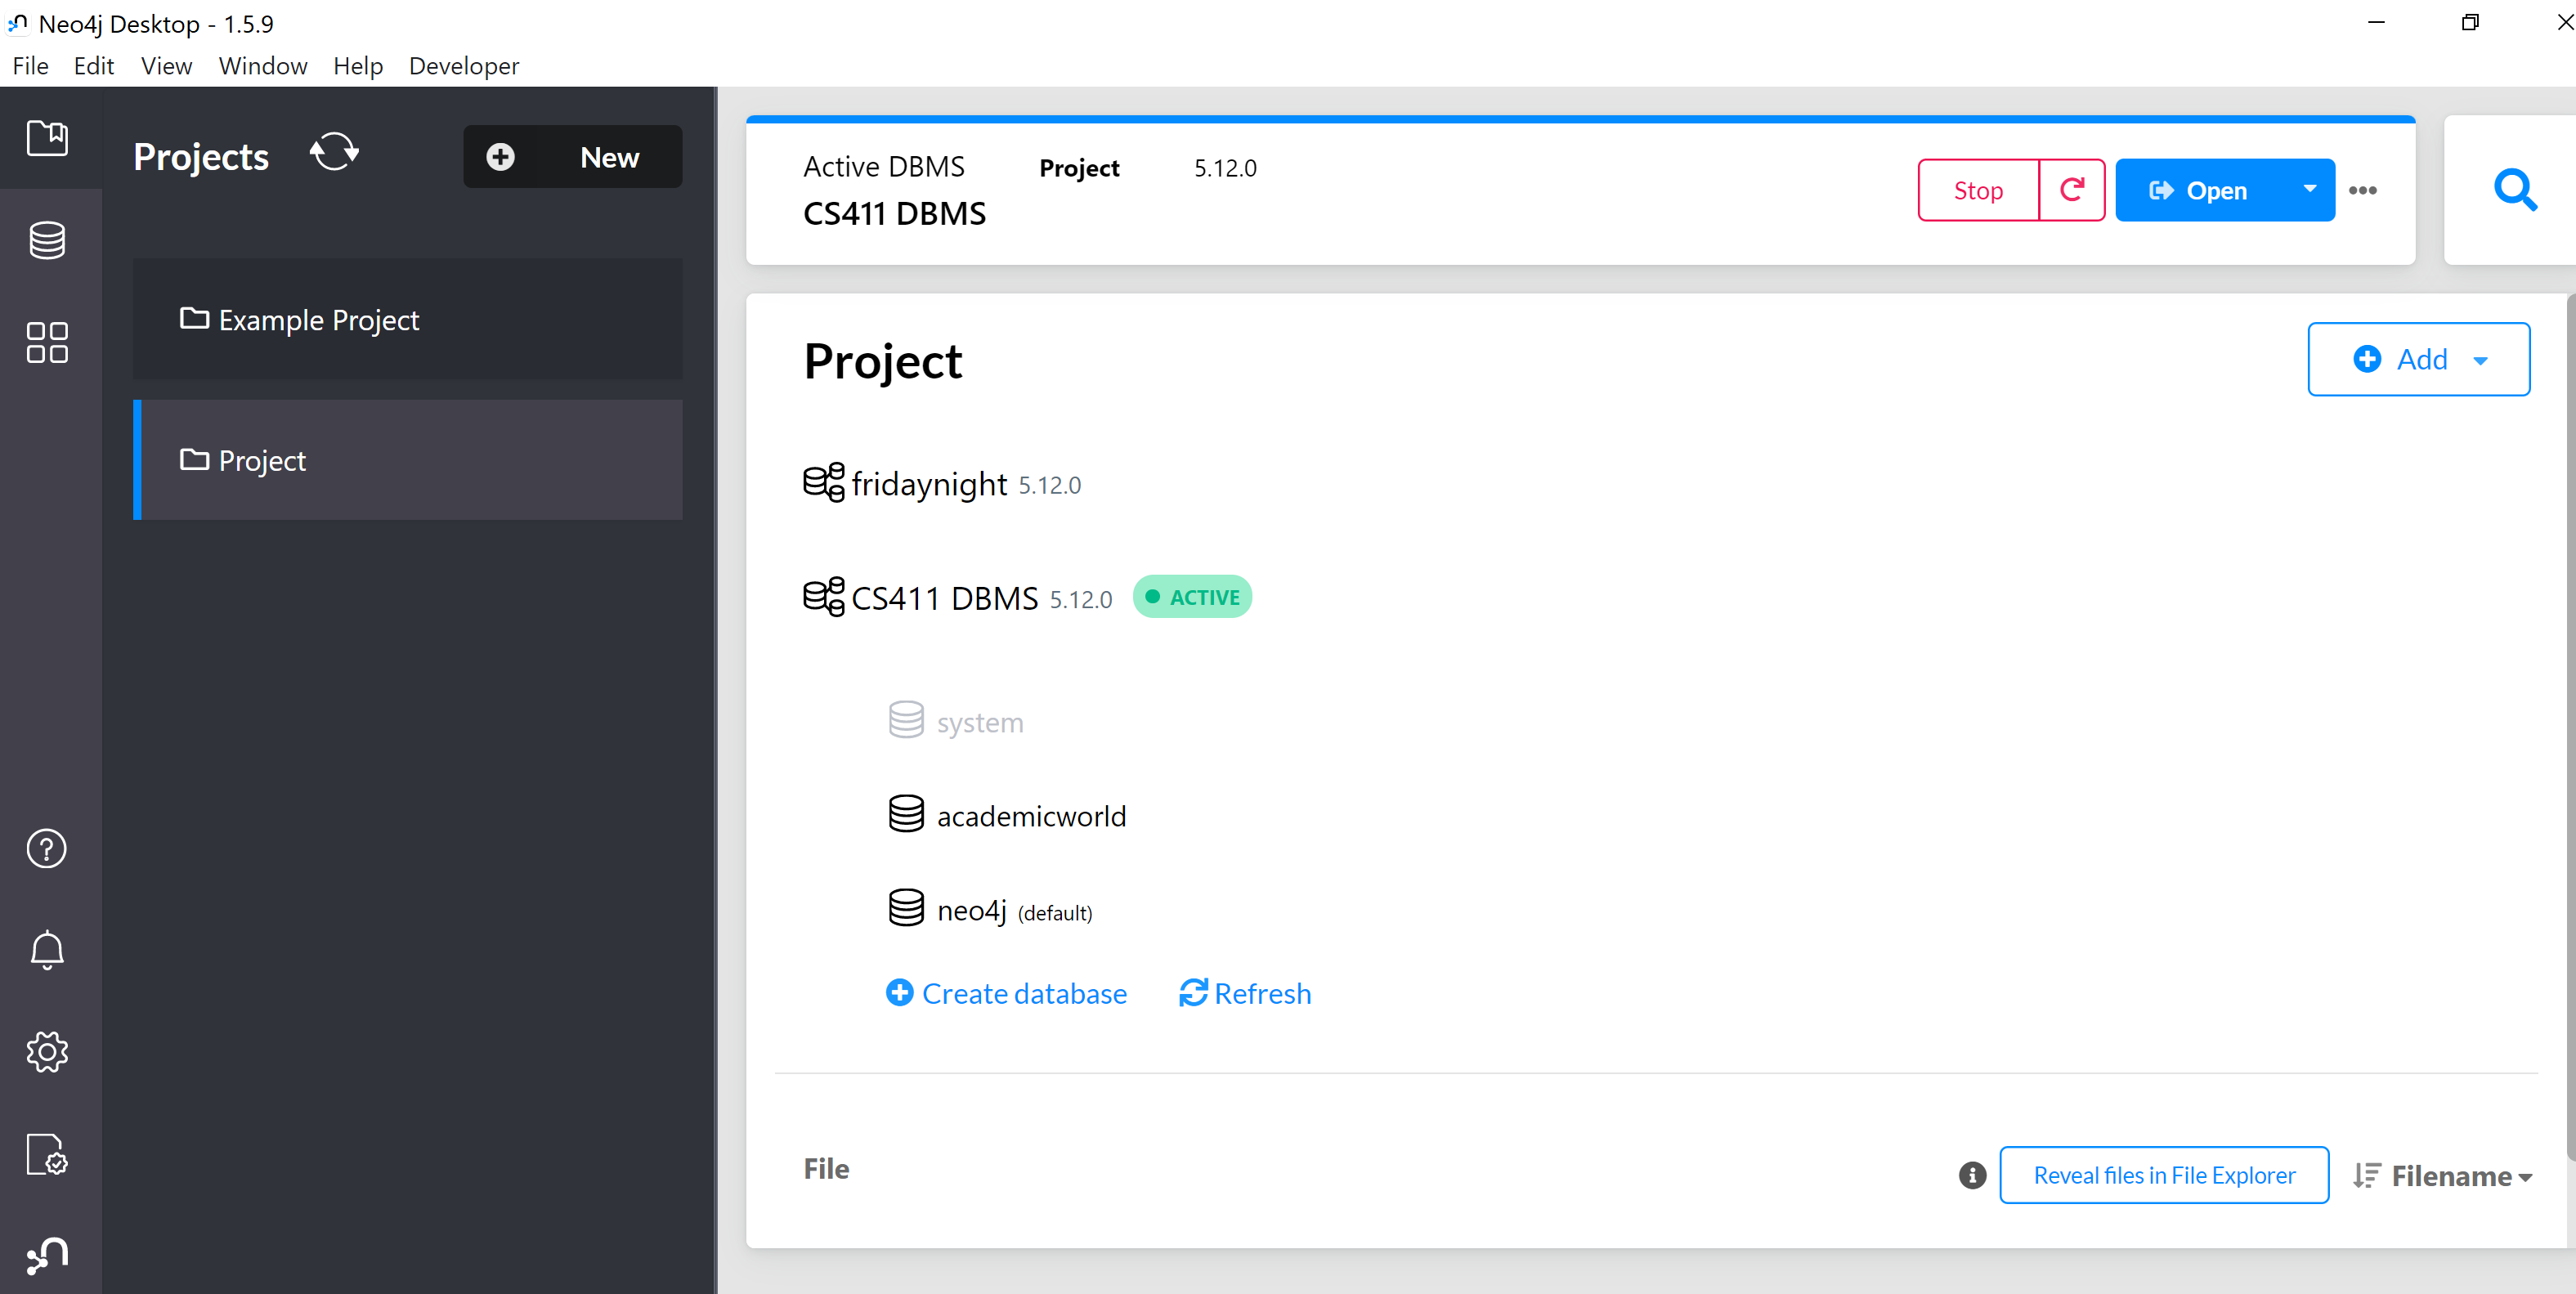 Neo4j Desktop - 1.5.9
File Edit View Window Help Developer
Projects
New
Example Project
Project
Active DBMS Project 5.12.0
CS411 DBMS
Stop
Open
Project
Add
fridaynight 5.12.0
CS411 DBMS 5.12.0 ACTIVE
system
academicworld
neo4j (default)
Create database Refresh
File
Reveal files in File Explorer
Filename